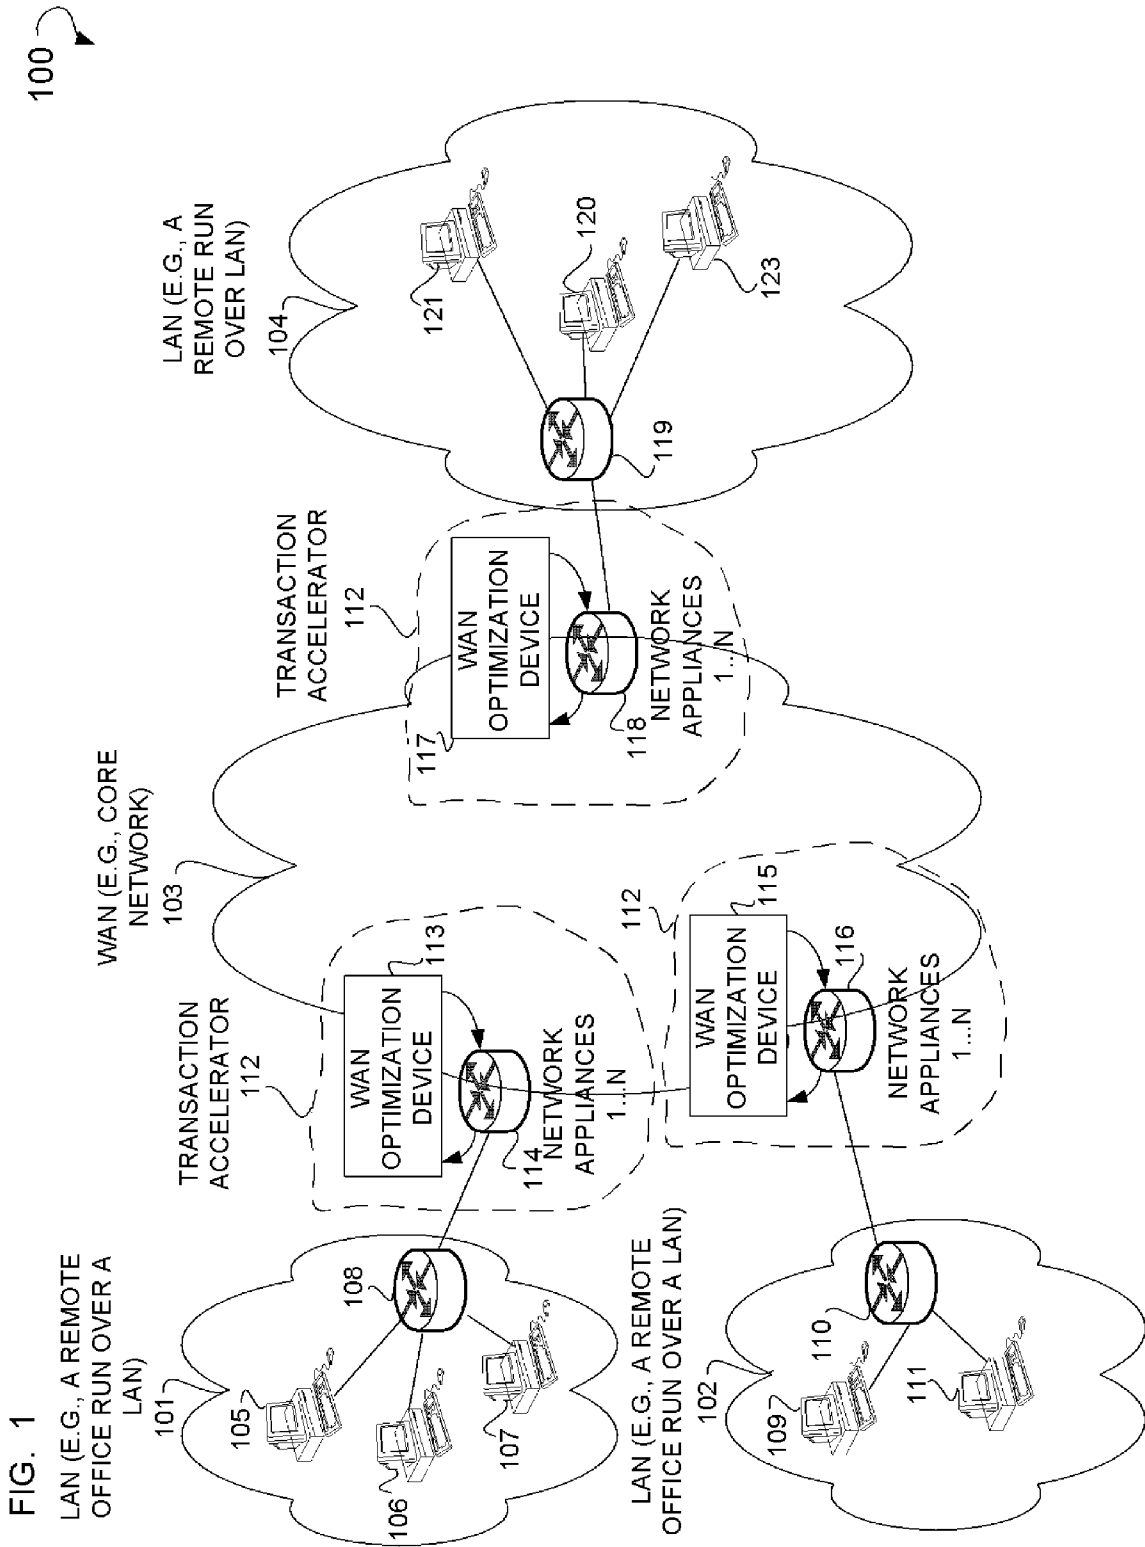 FIG. 1
100
LAN (E.G., A REMOTE
OFFICE RUN OVER A
LAN)
101
105
106
107
108
TRANSACTION
ACCELERATOR
112
WAN
OPTIMIZATION
DEVICE
113
114
NETWORK
APPLIANCES
1...N
WAN (E.G., CORE
NETWORK)
103
TRANSACTION
ACCELERATOR
112
WAN
OPTIMIZATION
DEVICE
117
118
NETWORK
APPLIANCES
1...N
LAN (E.G., A
REMOTE RUN
OVER LAN)
104
121
120
123
119
LAN (E.G., A REMOTE
OFFICE RUN OVER A LAN)
102
109
110
111
112
WAN
OPTIMIZATION
DEVICE
115
116
NETWORK
APPLIANCES
1...N